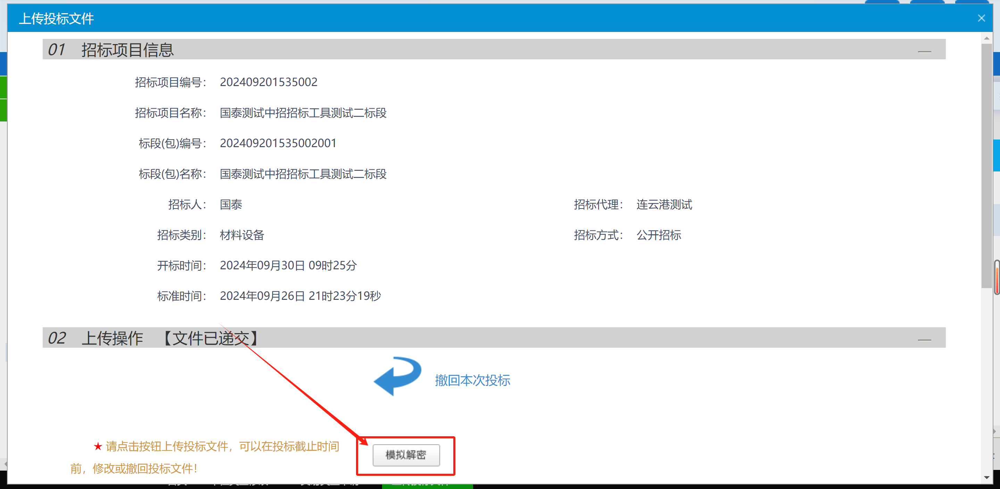 上传投标文件
01 招标项目信息
招标项目编号： 202409201535002
招标项目名称： 国泰测试中招招标工具测试二标段
标段(包)编号： 202409201535002001
标段(包)名称： 国泰测试中招招标工具测试二标段
招标人： 国泰 招标代理： 连云港测试
招标类别： 材料设备 招标方式： 公开招标
开标时间： 2024年09月30日 09时25分
标准时间： 2024年09月26日 21时23分19秒
02 上传操作 【文件已递交】
撤回本次投标
★ 请点击按钮上传投标文件，可以在投标截止时间
前，修改或撤回投标文件！
模拟解密